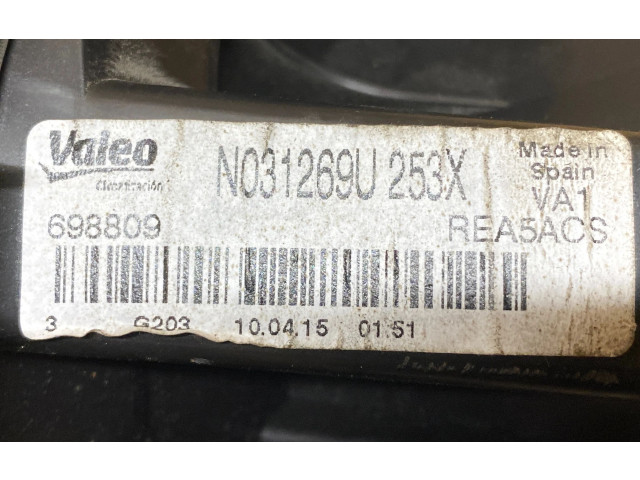 Valeo N031269U 253X Made in
Spain
Climatización VA1
698809 REA5ACS
3 G203 10.04.15 01:51